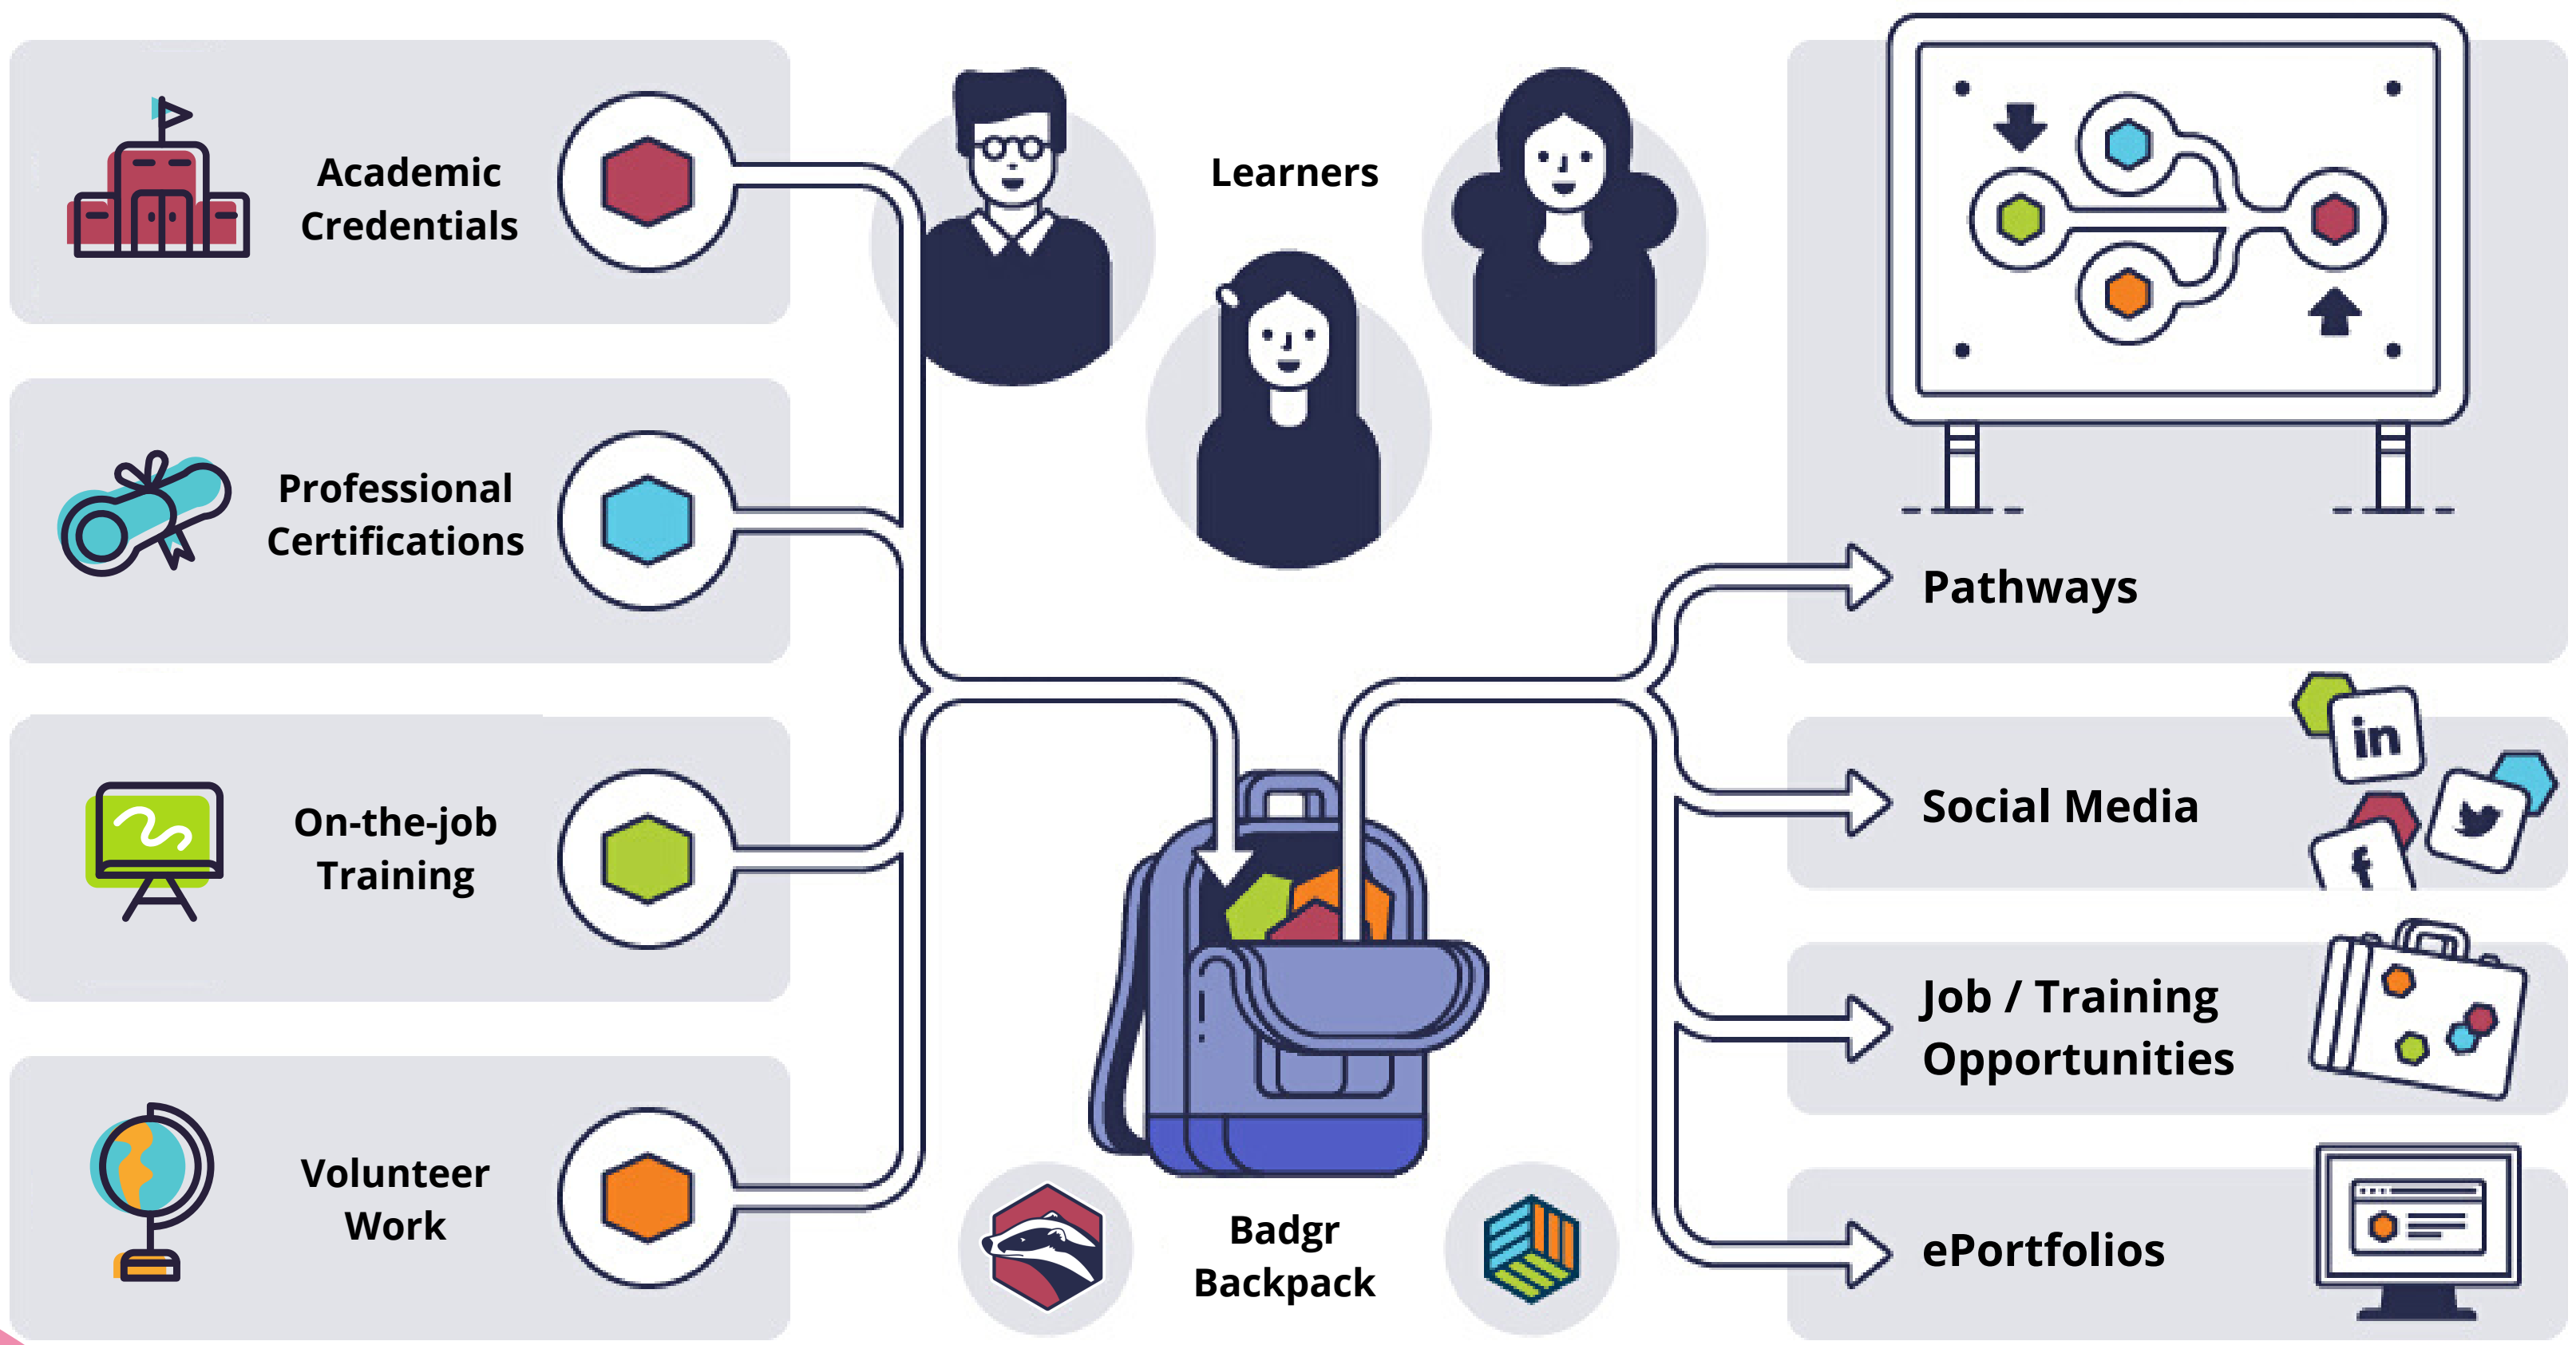 Academic
Credentials
Professional
Certifications
On-the-job
Training
Volunteer
Work
Learners
Badgr
Backpack
Pathways
Social Media
in
f
Job / Training
Opportunities
ePortfolios